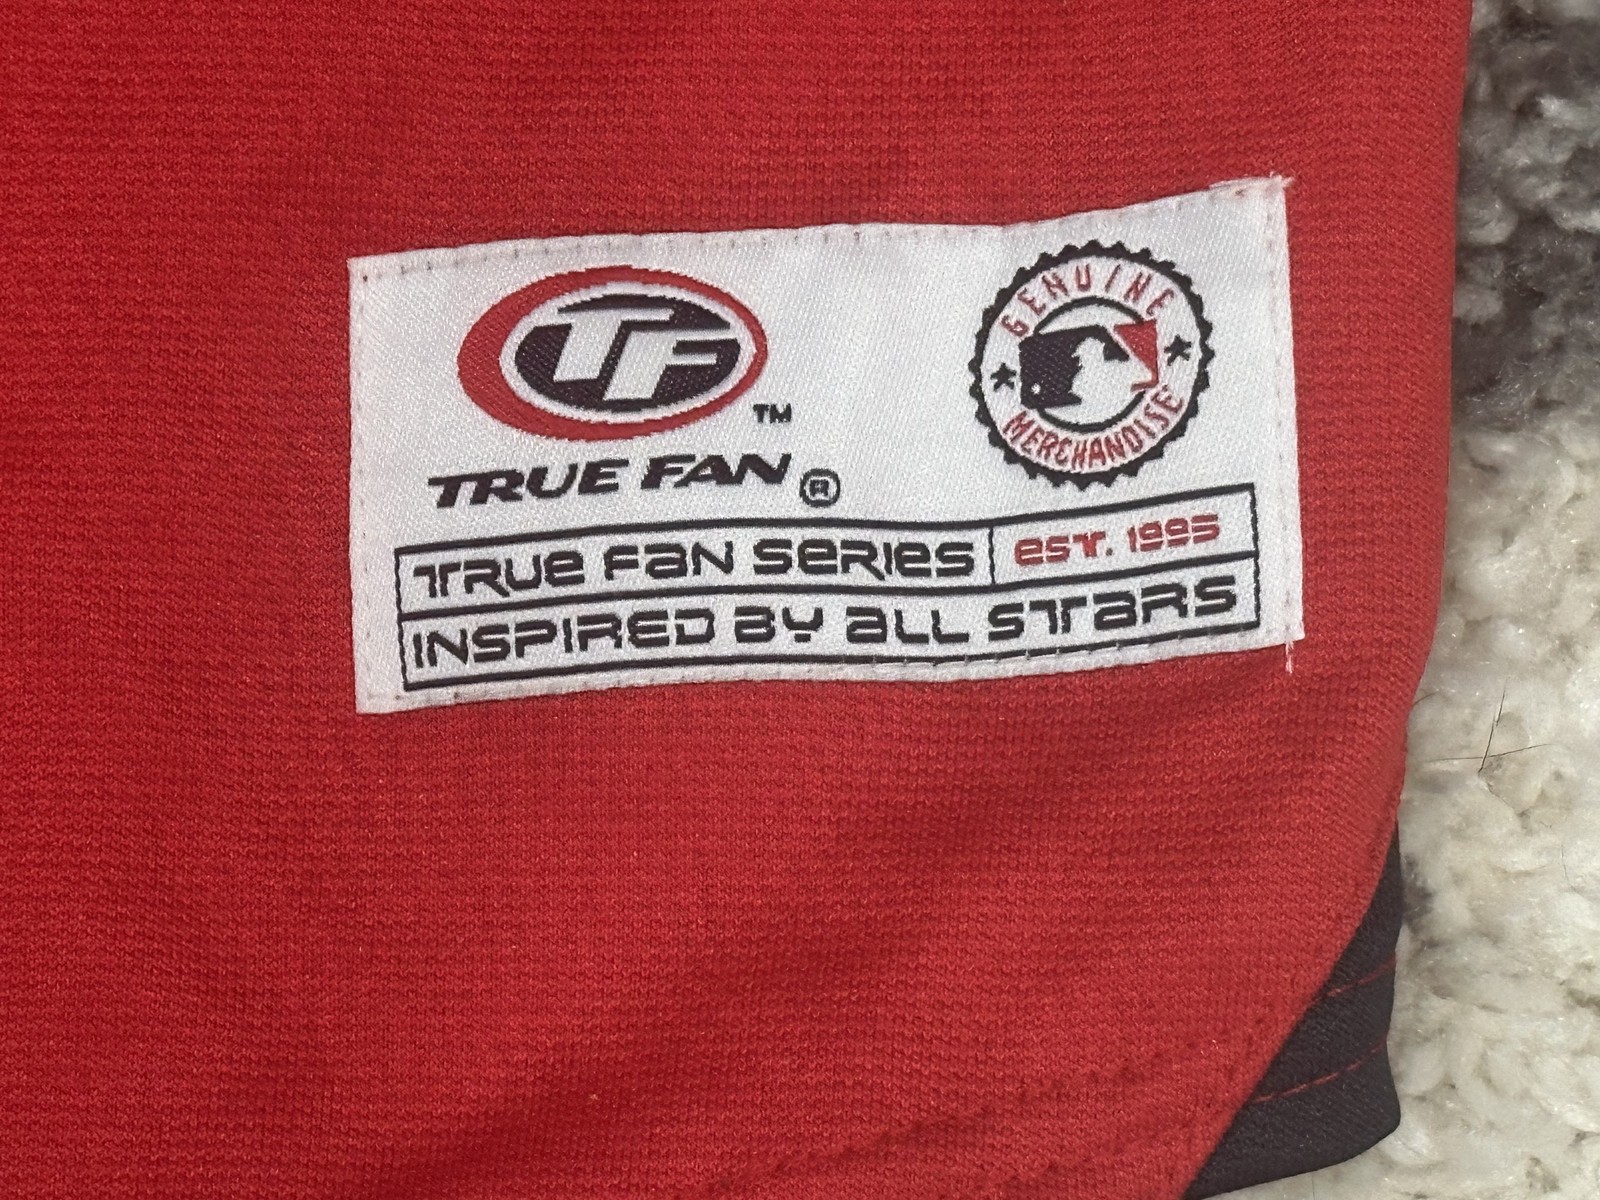 TF
TM
TRUE FAN ®
GENUINE
MERCHANDISE
TRUE FAN SERIES EST. 1995
INSPIRED BY ALL STARS